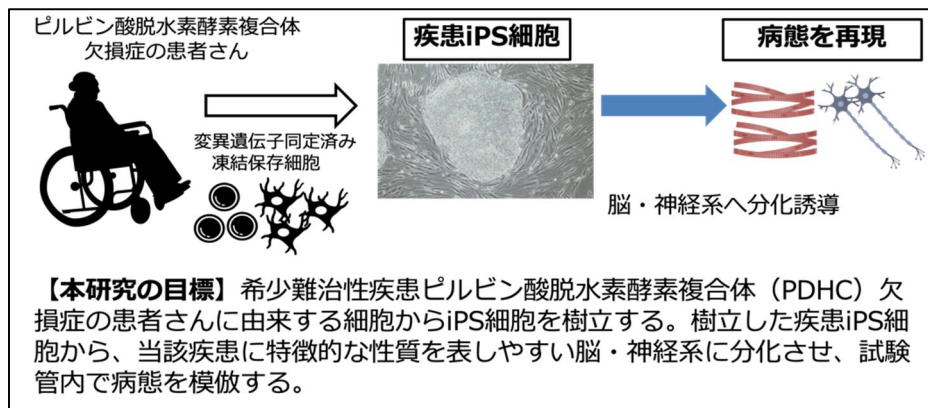 ピルビン酸脱水素酵素複合体
欠損症の患者さん
疾患iPS細胞
病態を再現
変異遺伝子同定済み
凍結保存細胞
脳・神経系へ分化誘導
【本研究の目標】希少難治性疾患ピルビン酸脱水素酵素複合体（PDHC）欠
損症の患者さんに由来する細胞からiPS細胞を樹立する。樹立した疾患iPS細
胞から、当該疾患に特徴的な性質を表しやすい脳・神経系に分化させ、試験
管内で病態を模倣する。